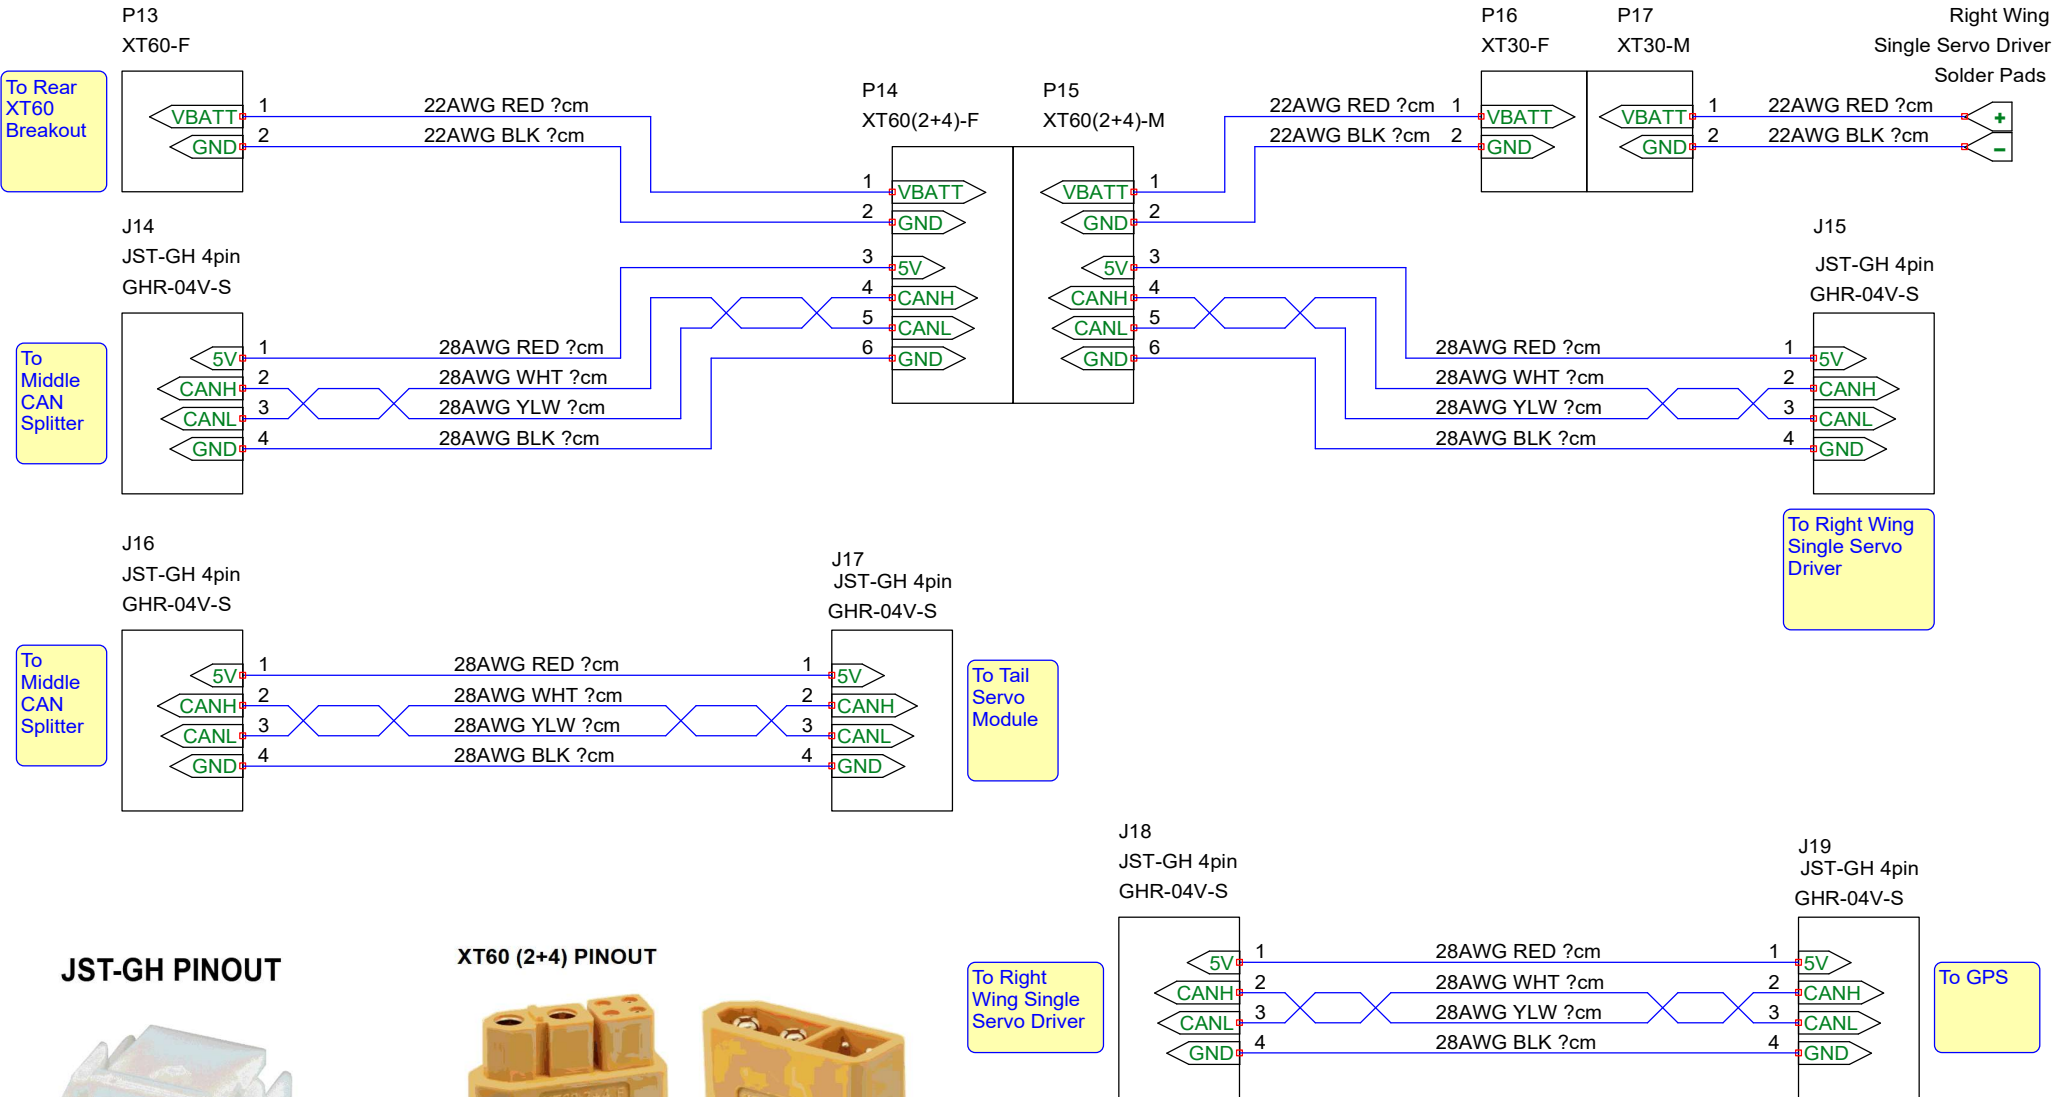 P13
XT60-F
To Rear
XT60
Breakout
VBATT
GND
1
2
22AWG RED ?cm
22AWG BLK ?cm
P14
XT60(2+4)-F
1
2
3
4
5
6
VBATT
GND
5V
CANH
CANL
GND
P15
XT60(2+4)-M
VBATT
GND
5V
CANH
CANL
GND
1
2
3
4
5
6
22AWG RED ?cm
22AWG BLK ?cm
P16
XT30-F
1
2
VBATT
GND
P17
XT30-M
VBATT
GND
1
2
22AWG RED ?cm
22AWG BLK ?cm
Right Wing
Single Servo Driver
Solder Pads
+
-
J14
JST-GH 4pin
GHR-04V-S
To
Middle
CAN
Splitter
5V
CANH
CANL
GND
1
2
3
4
28AWG RED ?cm
28AWG WHT ?cm
28AWG YLW ?cm
28AWG BLK ?cm
J15
JST-GH 4pin
GHR-04V-S
28AWG RED ?cm
28AWG WHT ?cm
28AWG YLW ?cm
28AWG BLK ?cm
1
2
3
4
5V
CANH
CANL
GND
To Right Wing
Single Servo
Driver
J16
JST-GH 4pin
GHR-04V-S
To
Middle
CAN
Splitter
5V
CANH
CANL
GND
1
2
3
4
28AWG RED ?cm
28AWG WHT ?cm
28AWG YLW ?cm
28AWG BLK ?cm
J17
JST-GH 4pin
GHR-04V-S
1
2
3
4
5V
CANH
CANL
GND
To Tail
Servo
Module
J18
JST-GH 4pin
GHR-04V-S
To Right
Wing Single
Servo Driver
5V
CANH
CANL
GND
1
2
3
4
28AWG RED ?cm
28AWG WHT ?cm
28AWG YLW ?cm
28AWG BLK ?cm
J19
JST-GH 4pin
GHR-04V-S
1
2
3
4
5V
CANH
CANL
GND
To GPS
JST-GH PINOUT
XT60 (2+4) PINOUT